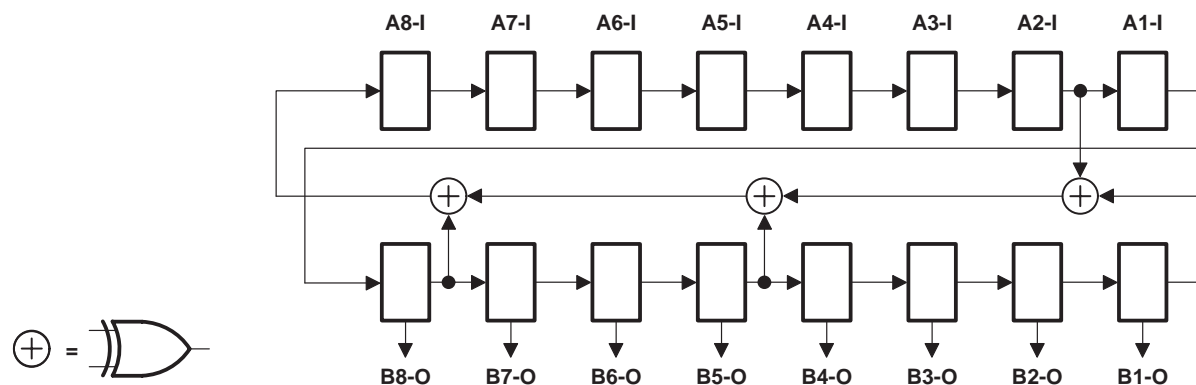 A8-I A7-I A6-I A5-I A4-I A3-I A2-I A1-I
=
B8-O B7-O B6-O B5-O B4-O B3-O B2-O B1-O